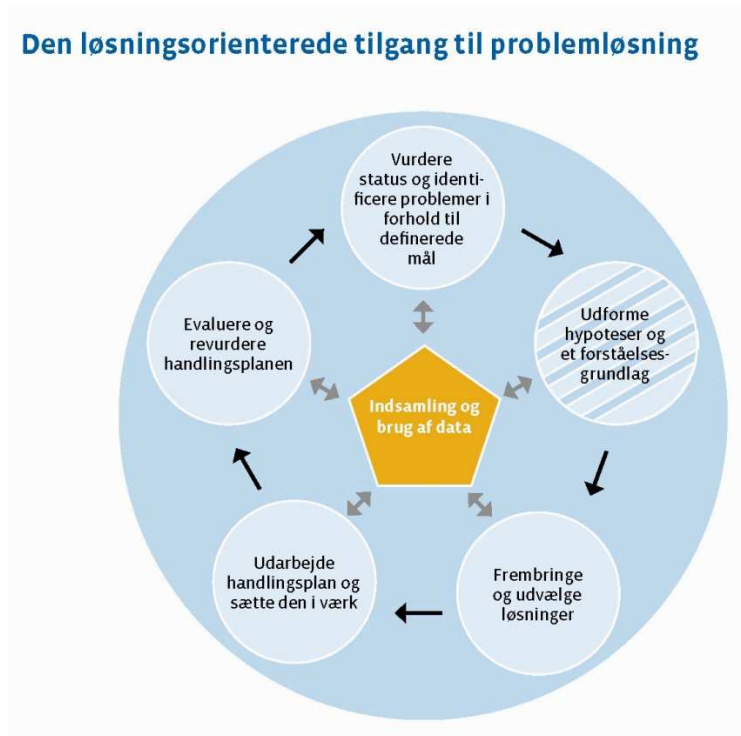 Den løsningsorienterede tilgang til problemløsning
Vurdere
status og identi-
ficere problemer i
forhold til
definerede
mål
Udforme
hypoteser og
et forståelses-
grundlag
Frembringe
og udvælge
løsninger
Udarbejde
handlingsplan og
sætte den i værk
Evaluere og
revurdere
handlingsplanen
Indsamling og
brug af data